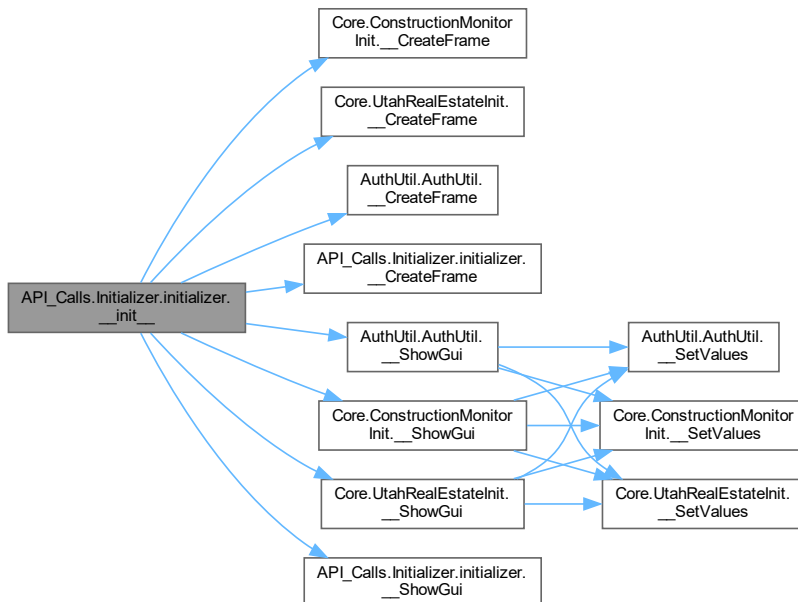 Core.ConstructionMonitor
Init.__CreateFrame
Core.UtahRealEstateInit.
__CreateFrame
AuthUtil.AuthUtil.
__CreateFrame
API_Calls.Initializer.initializer.
__CreateFrame
API_Calls.Initializer.initializer.
__init__
AuthUtil.AuthUtil.
__ShowGui
AuthUtil.AuthUtil.
__SetValues
Core.ConstructionMonitor
Init.__ShowGui
Core.ConstructionMonitor
Init.__SetValues
Core.UtahRealEstateInit.
__ShowGui
Core.UtahRealEstateInit.
__SetValues
API_Calls.Initializer.initializer.
__ShowGui